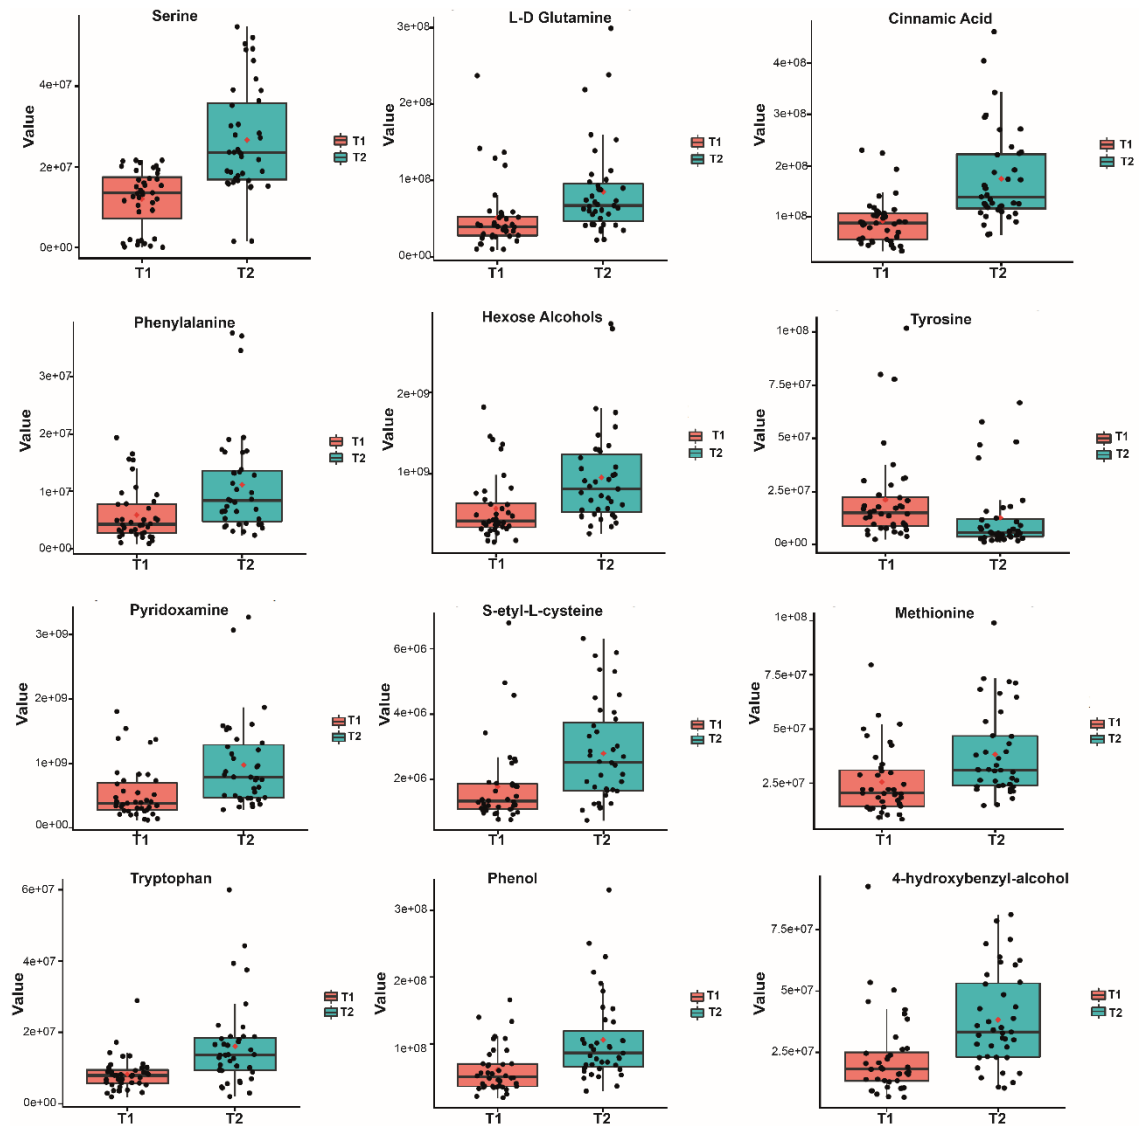 Serine
Value
4e+07
2e+07
0e+00
T1
T2
T1
T2
L-D Glutamine
Value
3e+08
2e+08
1e+08
0e+00
T1
T2
T1
T2
Cinnamic Acid
Value
4e+08
3e+08
2e+08
1e+08
T1
T2
T1
T2
Phenylalanine
Value
3e+07
2e+07
1e+07
0e+00
T1
T2
T1
T2
Hexose Alcohols
Value
2e+09
1e+09
T1
T2
T1
T2
Tyrosine
Value
1e+08
7.5e+07
5e+07
2.5e+07
0e+00
T1
T2
T1
T2
Pyridoxamine
Value
3e+09
2e+09
1e+09
0e+00
T1
T2
T1
T2
S-etyl-L-cysteine
Value
6e+06
4e+06
2e+06
T1
T2
T1
T2
Methionine
Value
1e+08
7.5e+07
5e+07
2.5e+07
T1
T2
T1
T2
Tryptophan
Value
6e+07
4e+07
2e+07
0e+00
T1
T2
T1
T2
Phenol
Value
3e+08
2e+08
1e+08
T1
T2
T1
T2
4-hydroxybenzyl-alcohol
Value
7.5e+07
5e+07
2.5e+07
T1
T2
T1
T2